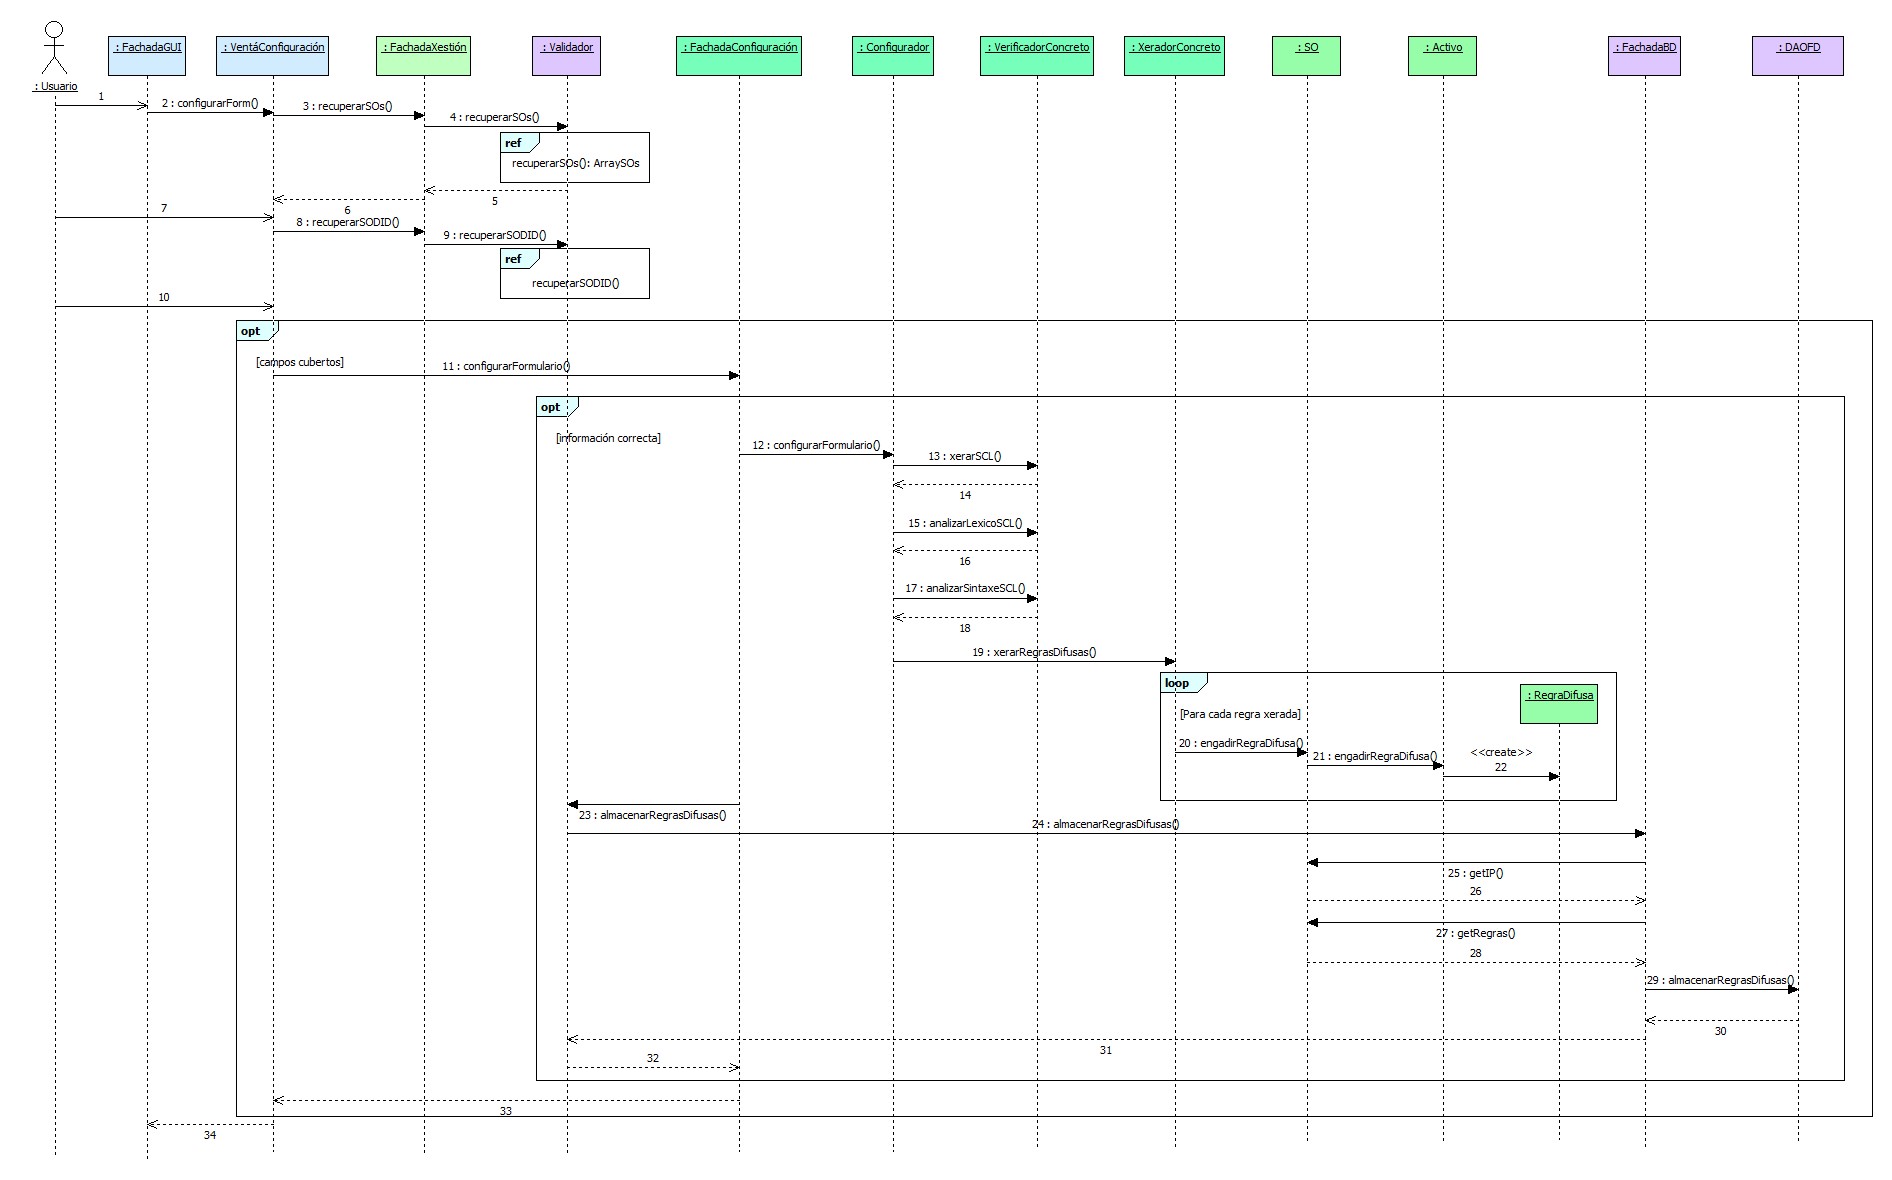 : Usuario
: FachadaGUI
: VentáConfiguración
: FachadaXestión
: Validador
: FachadaConfiguración
: Configurador
: VerificadorConcreto
: XeradorConcreto
: SO
: Activo
: FachadaBD
: DAOFD
1
2 : configurarForm()
3 : recuperarSOs()
4 : recuperarSOs()
ref
recuperarSOs(): ArraySOs
5
6
7
8 : recuperarSODID()
9 : recuperarSODID()
ref
recuperarSODID()
10
opt
[campos cubertos]
11 : configurarFormulario()
opt
[información correcta]
12 : configurarFormulario()
13 : xerarSCL()
14
15 : analizarLexicoSCL()
16
17 : analizarSintaxeSCL()
18
19 : xerarRegrasDifusas()
loop
: RegraDifusa
[Para cada regra xerada]
20 : engadirRegraDifusa()
21 : engadirRegraDifusa()
<<create>>
22
23 : almacenarRegrasDifusas()
24 : almacenarRegrasDifusas()
25 : getIP()
26
27 : getRegras()
28
29 : almacenarRegrasDifusas()
30
31
32
33
34